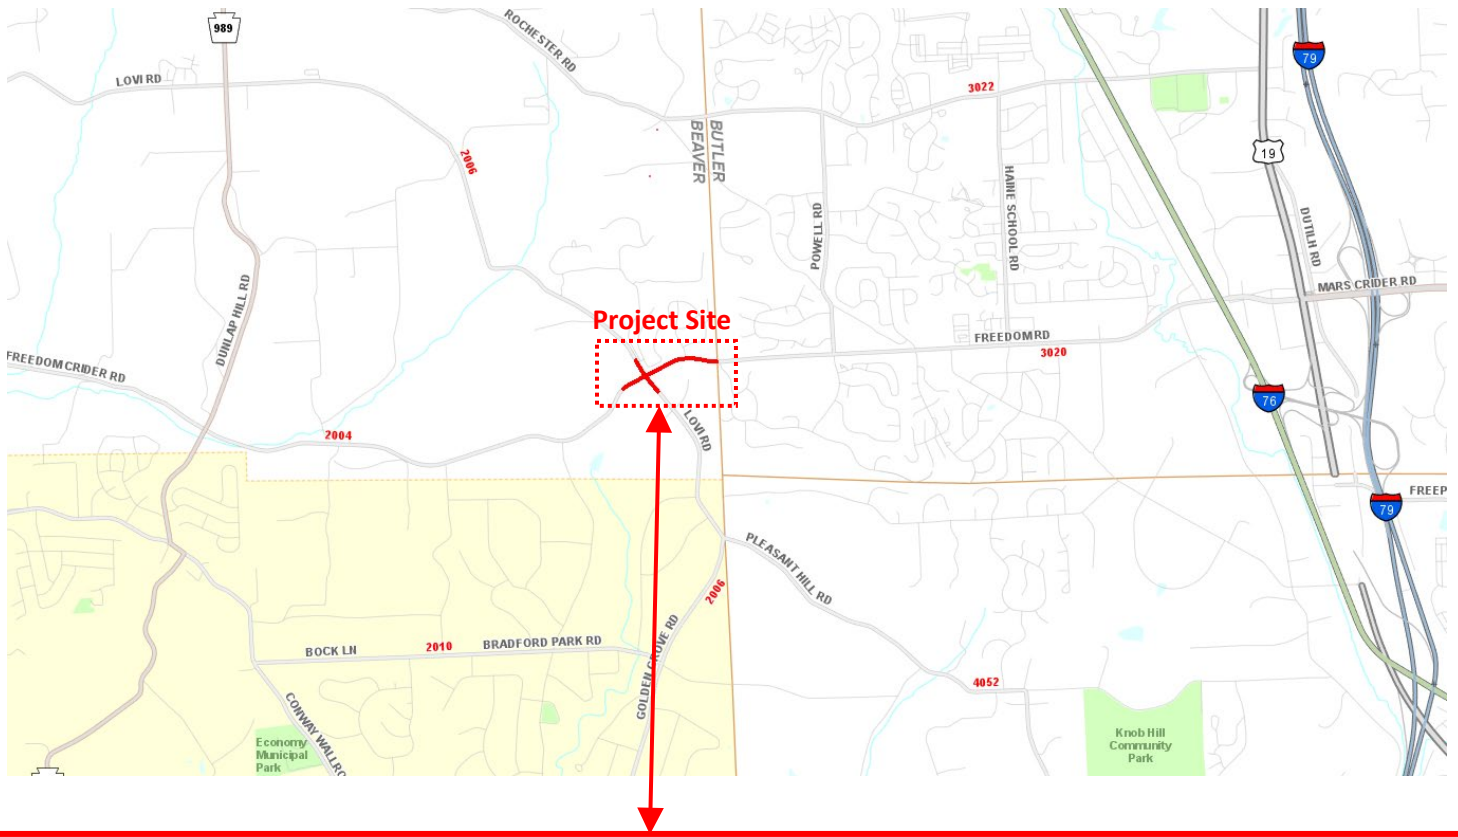 989
ROCHESTER RD
79
LOVI RD
3022
2006
BUTLER
BEAVER
19
HAINE SCHOOL RD
POWELL RD
DUTILH RD
DUNLAP HILL RD
MARS CRIDER RD
Project Site
FREEDOM RD
3020
FREEDOM CRIDER RD
76
LOVI RD
2004
FREEP
79
PLEASANT HILL RD
2006
BOCK LN
2010
BRADFORD PARK RD
GOLDEN GROVE RD
4052
CONWAY WALLRO
Economy
Municipal
Park
Knob Hill
Community
Park